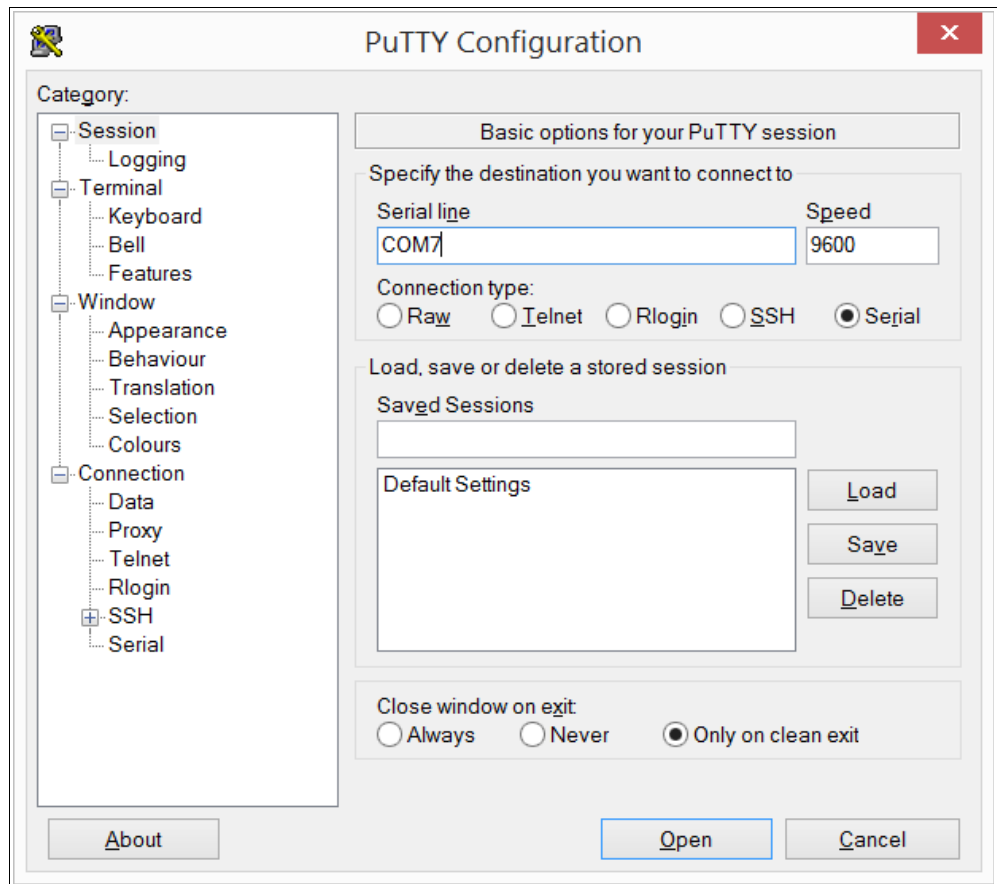 PuTTY Configuration
Category:
Session
Logging
Terminal
Keyboard
Bell
Features
Window
Appearance
Behaviour
Translation
Selection
Colours
Connection
Data
Proxy
Telnet
Rlogin
SSH
Serial
Basic options for your PuTTY session
Specify the destination you want to connect to
Serial line Speed
COM7 9600
Connection type:
Raw Telnet Rlogin SSH Serial
Load, save or delete a stored session
Saved Sessions
Default Settings
Load
Save
Delete
Close window on exit:
Always Never Only on clean exit
About Open Cancel